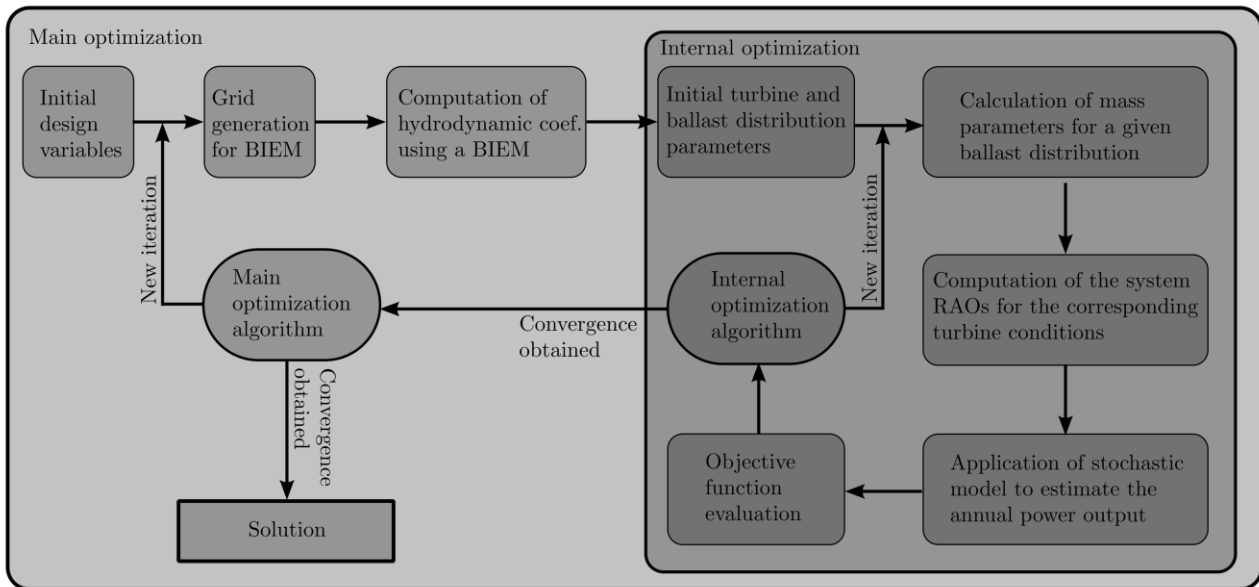 Main optimization
Initial
design
variables
Grid
generation
for BIEM
Computation of
hydrodynamic coef.
using a BIEM
Internal optimization
Initial turbine and
ballast distribution
parameters
Calculation of mass
parameters for a given
ballast distribution
New iteration
New iteration
Main
optimization
algorithm
Convergence
obtained
Internal
optimization
algorithm
Computation of the system
RAOs for the corresponding
turbine conditions
Convergence
obtained
Solution
Objective
function
evaluation
Application of stochastic
model to estimate the
annual power output